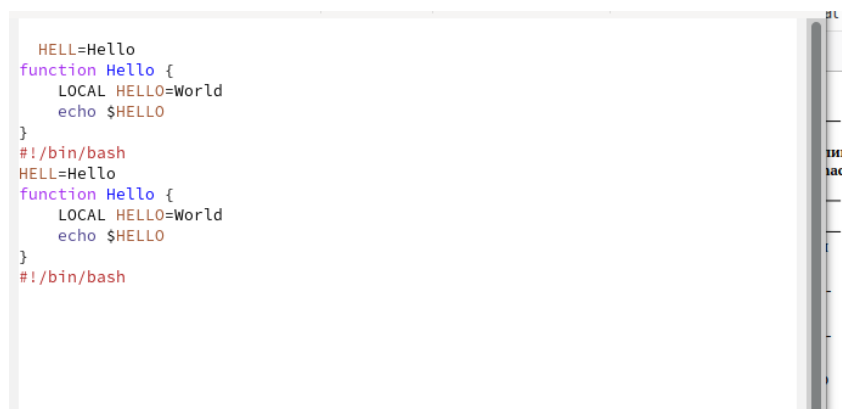 HELL=Hello
function Hello {
    LOCAL HELLO=World
    echo $HELLO
}
#!/bin/bash
HELL=Hello
function Hello {
    LOCAL HELLO=World
    echo $HELLO
}
#!/bin/bash